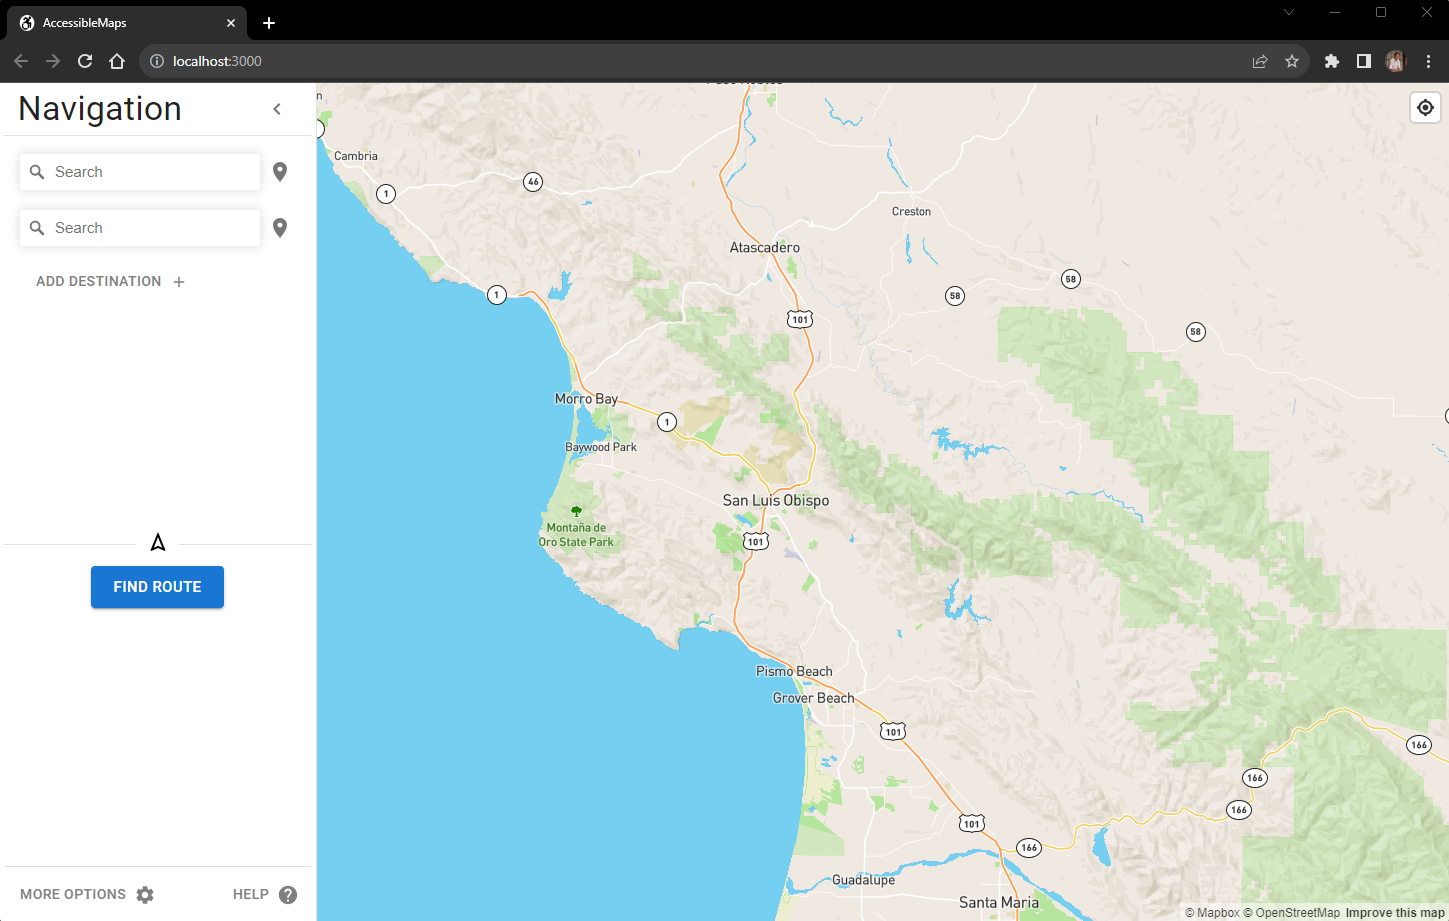 AccessibleMaps
localhost:3000
Navigation
Search
Search
ADD DESTINATION
FIND ROUTE
MORE OPTIONS
HELP
Cambria
1
46
Creston
Atascadero
1
58
58
101
58
Morro Bay
1
Baywood Park
San Luis Obispo
Montaña de
Oro State Park
101
Pismo Beach
Grover Beach
101
166
166
166
101
166
Guadalupe
Santa Maria
© Mapbox © OpenStreetMap Improve this map